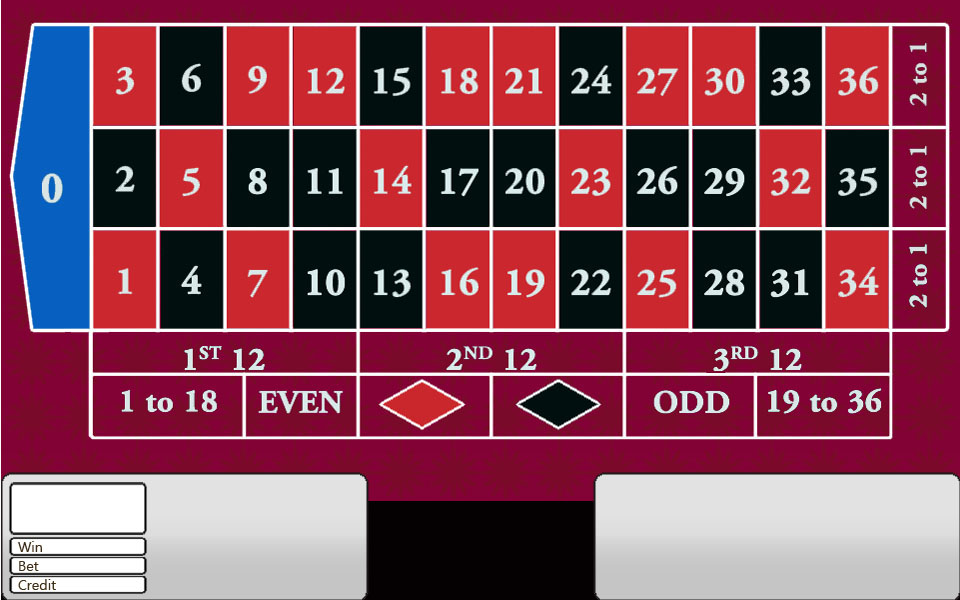 3 6 9 12 15 18 21 24 27 30 33 36 2 to 1
0 2 5 8 11 14 17 20 23 26 29 32 35 2 to 1
1 4 7 10 13 16 19 22 25 28 31 34 2 to 1
1ST 12 2ND 12 3RD 12
1 to 18 EVEN ODD 19 to 36
Win
Bet
Credit